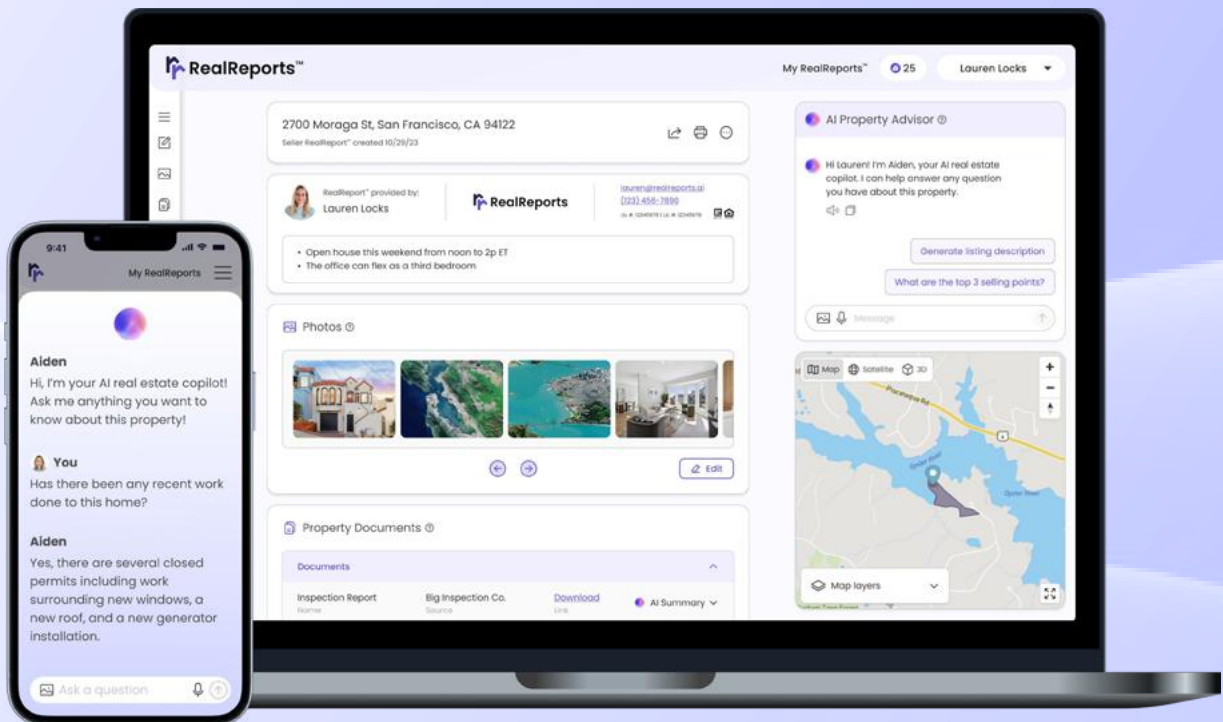 RealReports™
My RealReports™
25
Lauren Locks
2700 Moraga St, San Francisco, CA 94122
Seller RealReport™ created 10/29/23
RealReport™ provided by:
Lauren Locks
RealReports
lauren@realreports.ai
(123) 456-7890
• Open house this weekend from noon to 2p ET
• The office can flex as a third bedroom
Photos
Edit
Property Documents
Documents
Inspection Report
Name
Big Inspection Co.
Source
Download
Link
AI Summary
AI Property Advisor
Hi Lauren! I'm Aiden, your AI real estate
copilot. I can help answer any question
you have about this property.
Generate listing description
What are the top 3 selling points?
Message
Map
Satellite
3D
Piscataqua Rd
4
Oyster River
Oyster River
Map layers
9:41
My RealReports
Aiden
Hi, I'm your AI real estate copilot!
Ask me anything you want to
know about this property!
You
Has there been any recent work
done to this home?
Aiden
Yes, there are several closed
permits including work
surrounding new windows, a
new roof, and a new generator
installation.
Ask a question